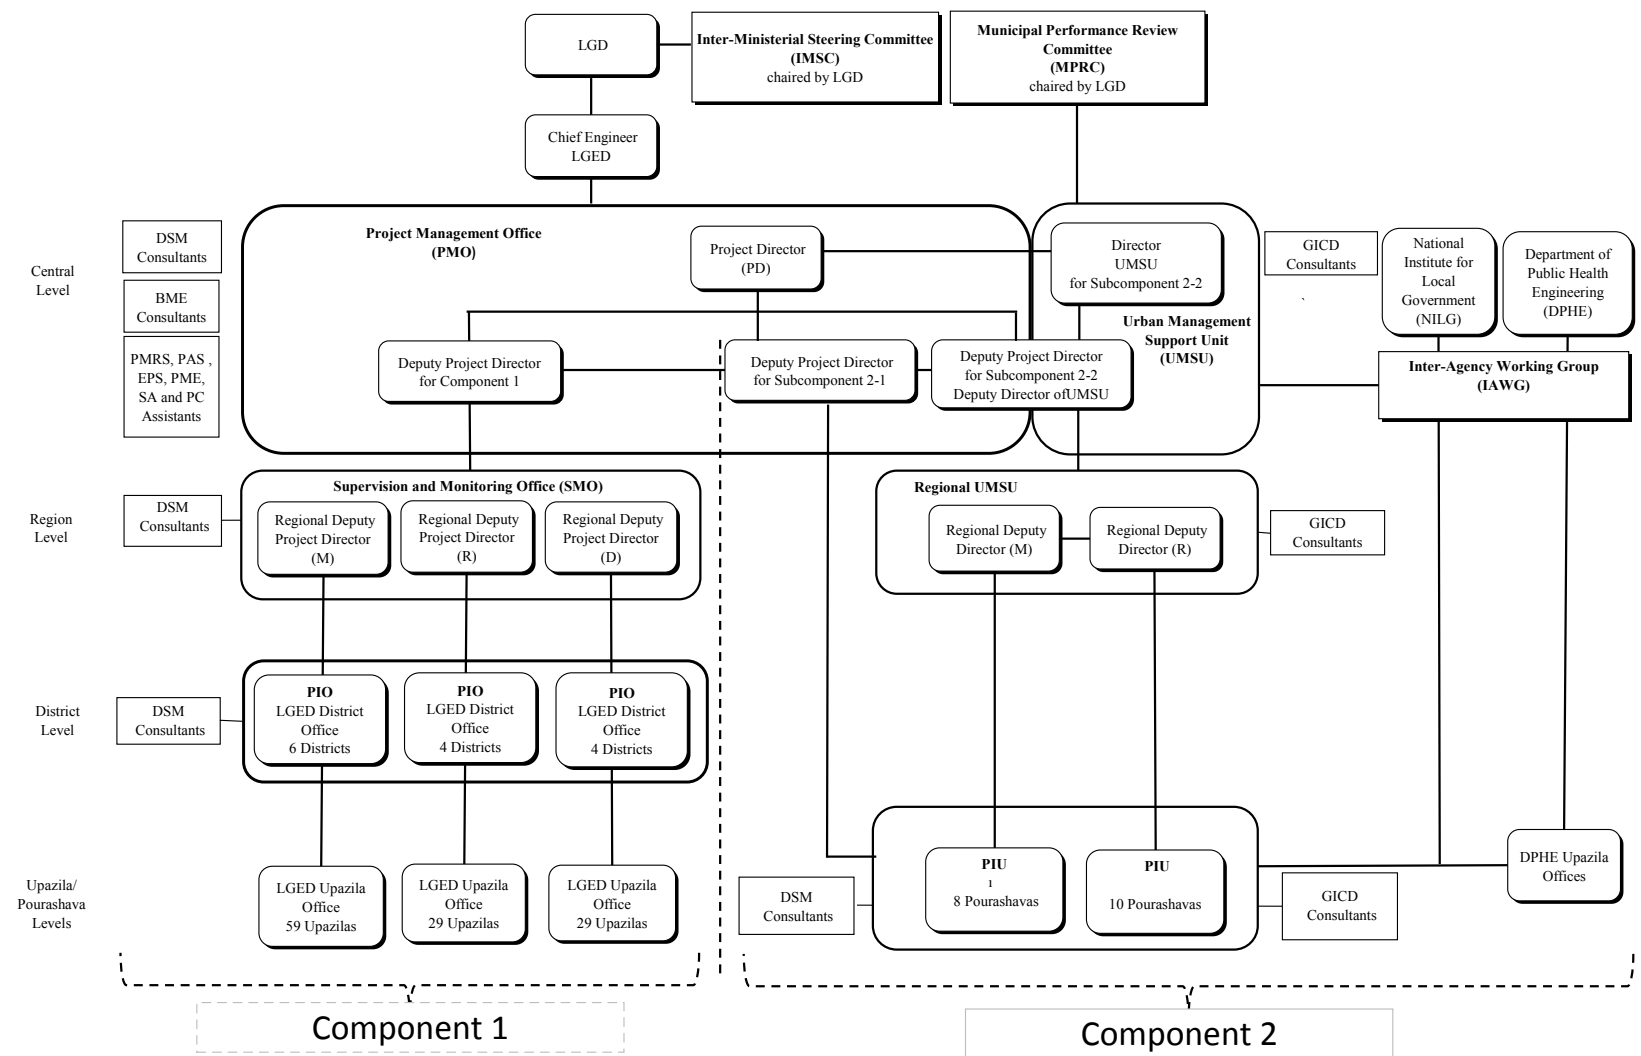 LGD
Inter-Ministerial Steering Committee
(IMSC)
chaired by LGD
Municipal Performance Review
Committee
(MPRC)
chaired by LGD
Chief Engineer
LGED
Central
Level
DSM
Consultants
BME
Consultants
PMRS, PAS ,
EPS, PME,
SA and PC
Assistants
Project Management Office
(PMO)
Project Director
(PD)
Director
UMSU
for Subcomponent 2-2
Urban Management
Support Unit
(UMSU)
GICD
Consultants
`
National
Institute for
Local
Government
(NILG)
Department of
Public Health
Engineering
(DPHE)
Deputy Project Director
for Component 1
Deputy Project Director
for Subcomponent 2-1
Deputy Project Director
for Subcomponent 2-2
Deputy Director ofUMSU
Inter-Agency Working Group
(IAWG)
Region
Level
DSM
Consultants
Supervision and Monitoring Office (SMO)
Regional Deputy
Project Director
(M)
Regional Deputy
Project Director
(R)
Regional Deputy
Project Director
(D)
Regional UMSU
Regional Deputy
Director (M)
Regional Deputy
Director (R)
GICD
Consultants
District
Level
DSM
Consultants
PIO
LGED District
Office
6 Districts
PIO
LGED District
Office
4 Districts
PIO
LGED District
Office
4 Districts
Upazila/
Pourashava
Levels
LGED Upazila
Office
59 Upazilas
LGED Upazila
Office
29 Upazilas
LGED Upazila
Office
29 Upazilas
DSM
Consultants
PIU
8 Pourashavas
PIU
10 Pourashavas
GICD
Consultants
DPHE Upazila
Offices
Component 1
Component 2